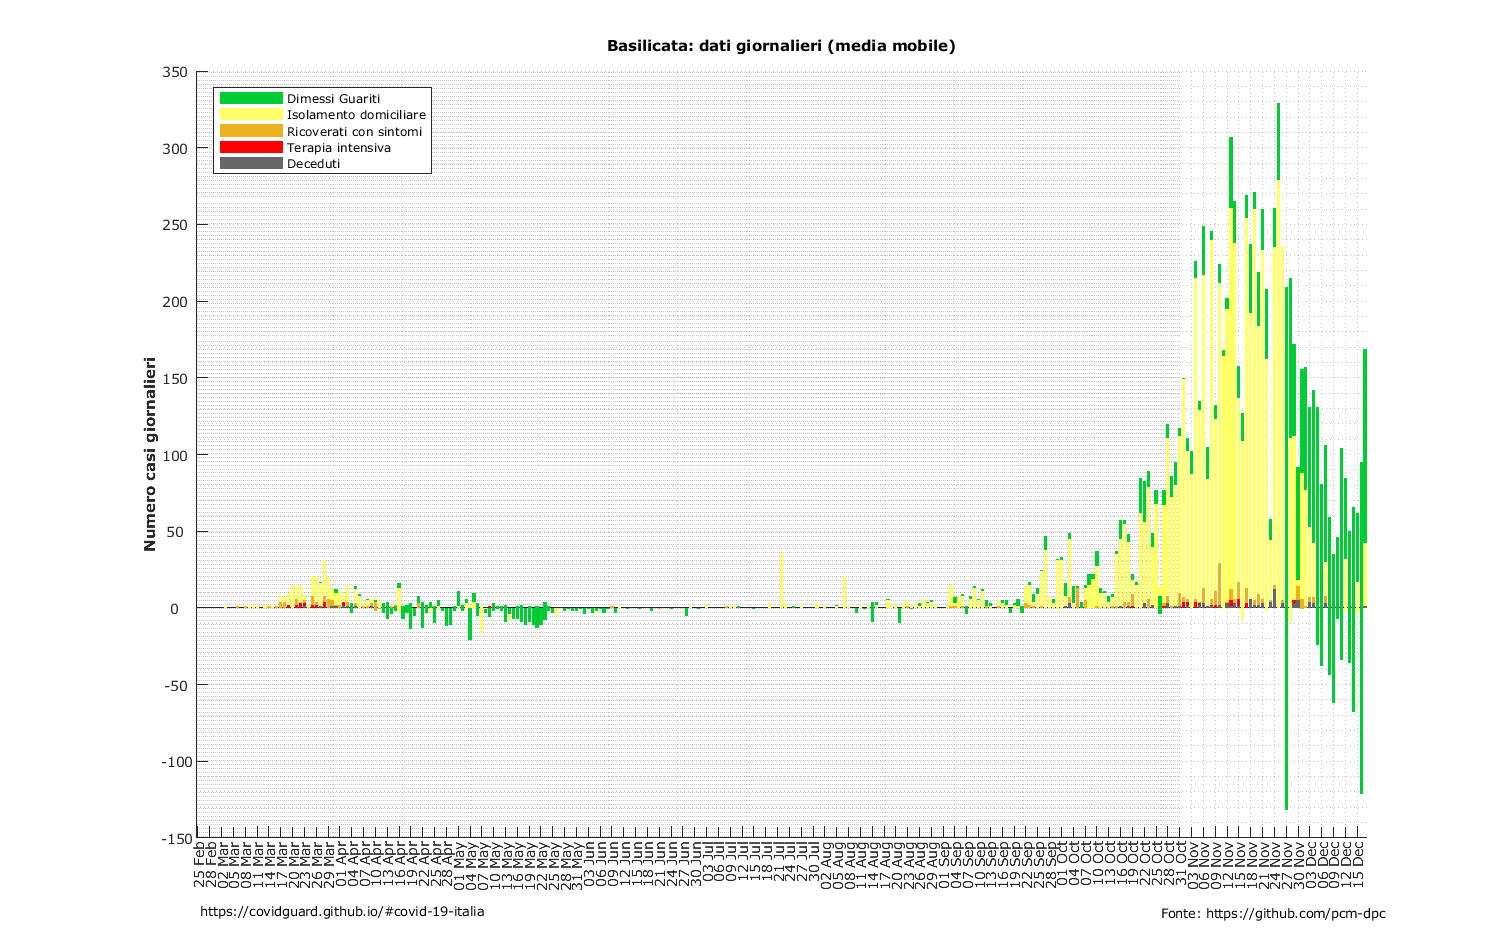 Basilicata: dati giornalieri (media mobile)
350
300
250
200
150
100
50
0
-50
-100
-150
Numero casi giornalieri
Dimessi Guariti
Isolamento domiciliare
Ricoverati con sintomi
Terapia intensiva
Deceduti
25 Feb
28 Feb
02 Mar
05 Mar
08 Mar
11 Mar
14 Mar
17 Mar
20 Mar
23 Mar
26 Mar
29 Mar
01 Apr
04 Apr
07 Apr
10 Apr
13 Apr
16 Apr
19 Apr
22 Apr
25 Apr
28 Apr
01 May
04 May
07 May
10 May
13 May
16 May
19 May
22 May
25 May
28 May
31 May
03 Jun
06 Jun
09 Jun
12 Jun
15 Jun
18 Jun
21 Jun
24 Jun
27 Jun
30 Jun
03 Jul
06 Jul
09 Jul
12 Jul
15 Jul
18 Jul
21 Jul
24 Jul
27 Jul
30 Jul
02 Aug
05 Aug
08 Aug
11 Aug
14 Aug
17 Aug
20 Aug
23 Aug
26 Aug
29 Aug
01 Sep
04 Sep
07 Sep
10 Sep
13 Sep
16 Sep
19 Sep
22 Sep
25 Sep
28 Sep
01 Oct
04 Oct
07 Oct
10 Oct
13 Oct
16 Oct
19 Oct
22 Oct
25 Oct
28 Oct
31 Oct
03 Nov
06 Nov
09 Nov
12 Nov
15 Nov
18 Nov
21 Nov
24 Nov
27 Nov
30 Nov
03 Dec
06 Dec
09 Dec
12 Dec
15 Dec
https://covidguard.github.io/#covid-19-italia
Fonte: https://github.com/pcm-dpc